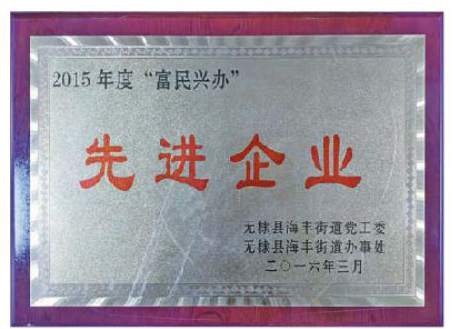 2015年度“富民兴办”
先进企业
无棣县海丰街道党工委
无棣县海丰街道办事处
二〇一六年三月